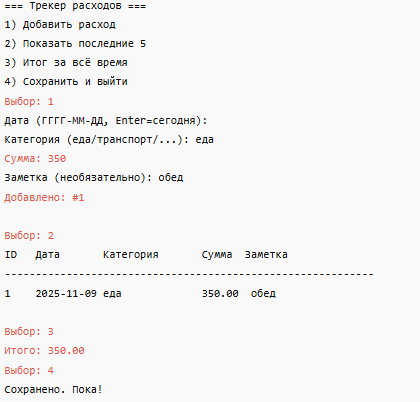 === Трекер расходов ===
1) Добавить расход
2) Показать последние 5
3) Итог за всё время
4) Сохранить и выйти
Выбор: 1
Дата (ГГГГ-ММ-ДД, Enter=сегодня):
Категория (еда/транспорт/...): еда
Сумма: 350
Заметка (необязательно): обед
Добавлено: #1
Выбор: 2
ID   Дата       Категория       Сумма  Заметка
------------------------------------------------------------
1    2025-11-09 еда             350.00  обед
Выбор: 3
Итого: 350.00
Выбор: 4
Сохранено. Пока!